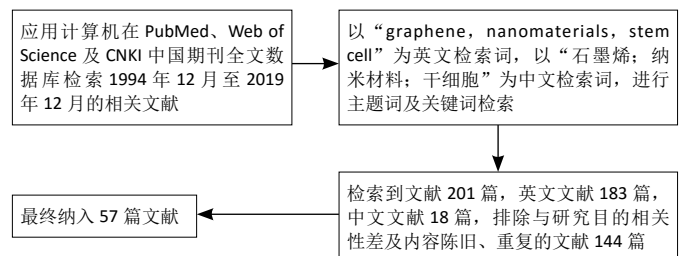 应用计算机在 PubMed、Web of
Science 及 CNKI 中国期刊全文数
据库检索 1994 年 12 月至 2019
年 12 月的相关文献
以“graphene，nanomaterials，stem
cell”为英文检索词，以“石墨烯；纳
米材料；干细胞”为中文检索词，进行
主题词及关键词检索
检索到文献 201 篇，英文文献 183 篇，
中文文献 18 篇，排除与研究目的相关
性差及内容陈旧、重复的文献 144 篇
最终纳入 57 篇文献